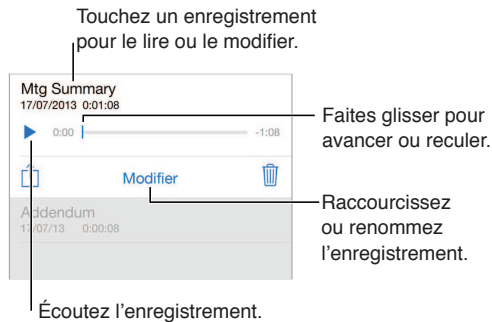 Touchez un enregistrement
pour le lire ou le modifier.
Mtg Summary
17/07/2013 0:01:08
0:00
-1:08
Faites glisser pour
avancer ou reculer.
Modifier
Raccourcissez
ou renommez
l'enregistrement.
Addendum
17/07/13 0:00:08
Écoutez l'enregistrement.